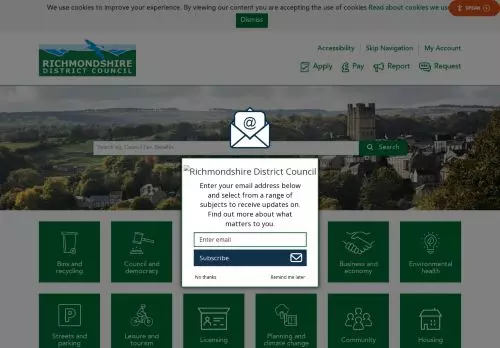 We use cookies to improve your experience. By viewing our content you are accepting the use of cookies Read about cookies we use
Dismiss
SPEAK
RICHMONDSHIRE
DISTRICT COUNCIL
Accessibility Skip Navigation My Account
Apply Pay Report Request
Search eg. Council Tax, Benefits
Search
Richmondshire District Council
Enter your email address below
and select from a range of
subjects to receive updates on.
Find out more about what
matters to you.
Enter email
Subscribe
No thanks Remind me later
Bins and
recycling
Council and
democracy
Business and
economy
Environmental
health
Streets and
parking
Leisure and
tourism
Licensing
Planning and
climate change
Community
Housing